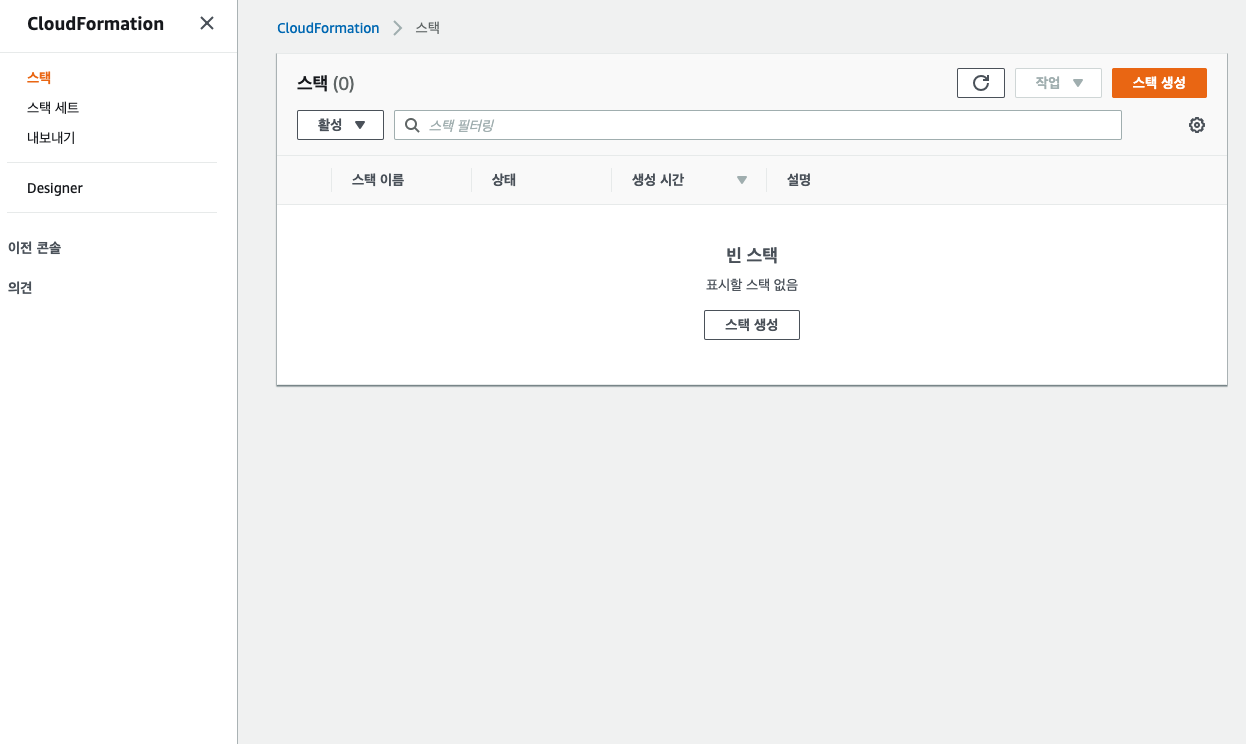 CloudFormation
스택
스택 세트
내보내기
Designer
이전 콘솔
의견
CloudFormation 스택
스택 (0)
작업
스택 생성
활성
스택 필터링
스택 이름 상태 생성 시간 설명
빈 스택
표시할 스택 없음
스택 생성